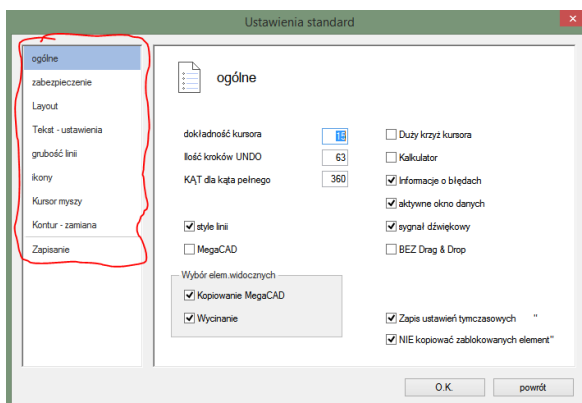 Ustawienia standard
ogólne
zabezpieczenie
Layout
Tekst - ustawienia
grubość linii
ikony
Kursor myszy
Kontur - zamiana
Zapisanie
ogólne
dokładność kursora 15
Ilość kroków UNDO 63
KĄT dla kąta pełnego 360
Duży krzyż kursora
Kalkulator
Informacje o błędach
aktywne okno danych
style linii
sygnał dźwiękowy
MegaCAD
BEZ Drag & Drop
Wybór elem.widocznych
Kopiowanie MegaCAD
Wycinanie
Zapis ustawień tymczasowych "
NIE kopiować zablokowanych element"
O.K.
powrót